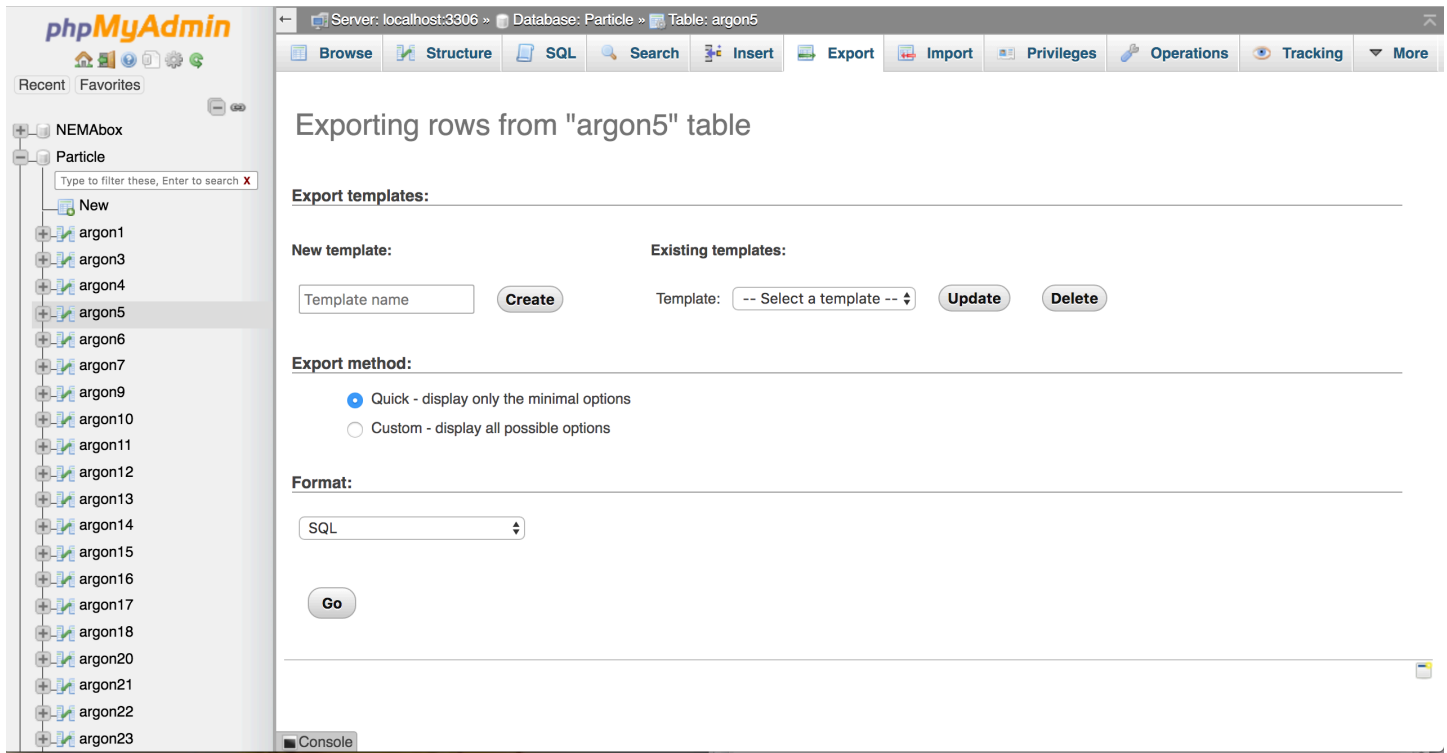 phpMyAdmin
Recent Favorites
NEMAbox
Particle
Type to filter these, Enter to search X
New
argon1
argon3
argon4
argon5
argon6
argon7
argon9
argon10
argon11
argon12
argon13
argon14
argon15
argon16
argon17
argon18
argon20
argon21
argon22
argon23
Server: localhost:3306 » Database: Particle » Table: argon5
Browse Structure SQL Search Insert Export Import Privileges Operations Tracking More
Exporting rows from "argon5" table
Export templates:
New template: Existing templates:
Template name Create Template: -- Select a template -- Update Delete
Export method:
Quick - display only the minimal options
Custom - display all possible options
Format:
SQL
Go
Console